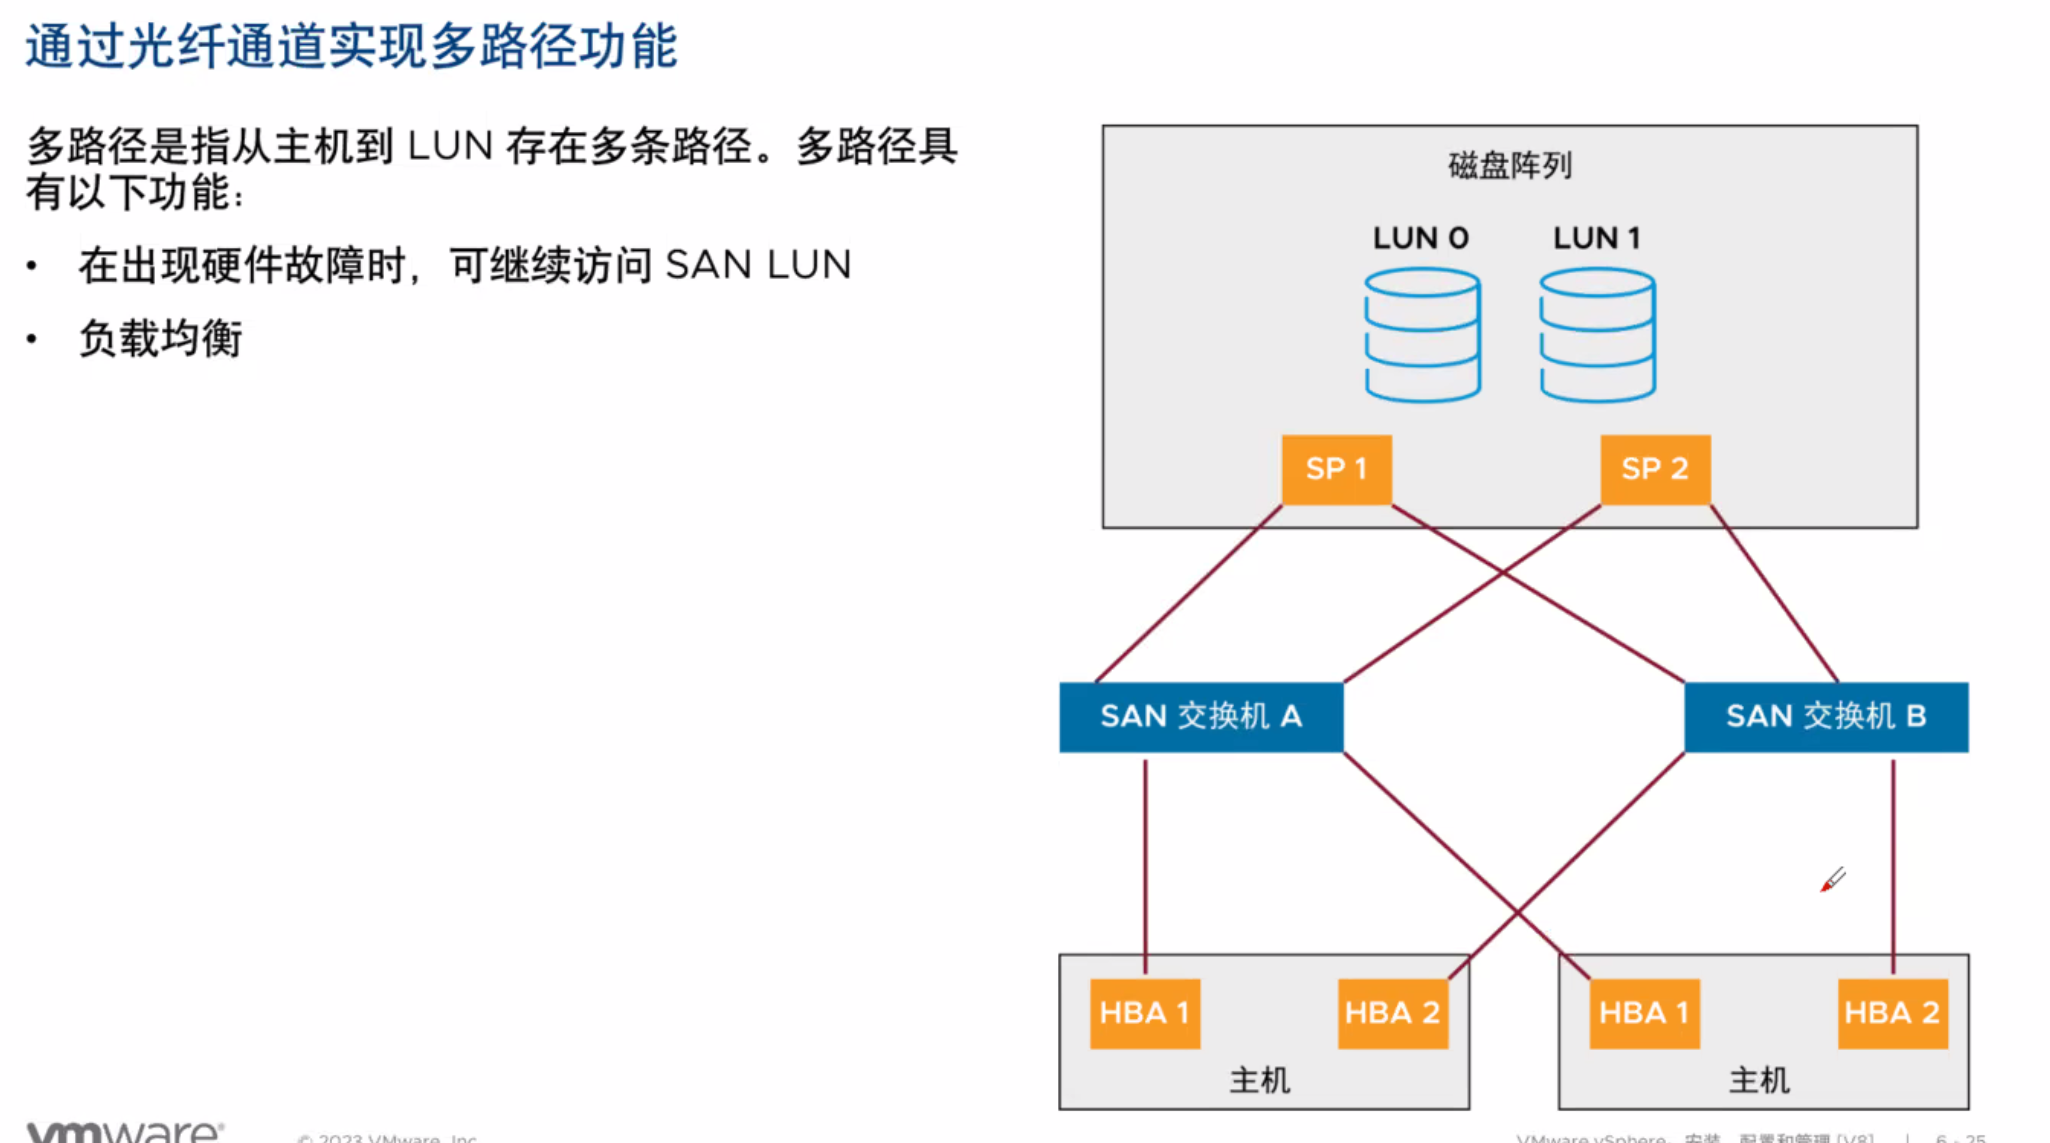 通过光纤通道实现多路径功能
多路径是指从主机到 LUN 存在多条路径。多路径具
有以下功能：
• 在出现硬件故障时，可继续访问 SAN LUN
• 负载均衡
磁盘阵列
LUN 0 LUN 1
SP 1 SP 2
SAN 交换机 A SAN 交换机 B
HBA 1 HBA 2 HBA 1 HBA 2
主机 主机
vmware® © 2023 VMware, Inc. VMware vSphere：安装、配置和管理 [V8] | 6 - 25